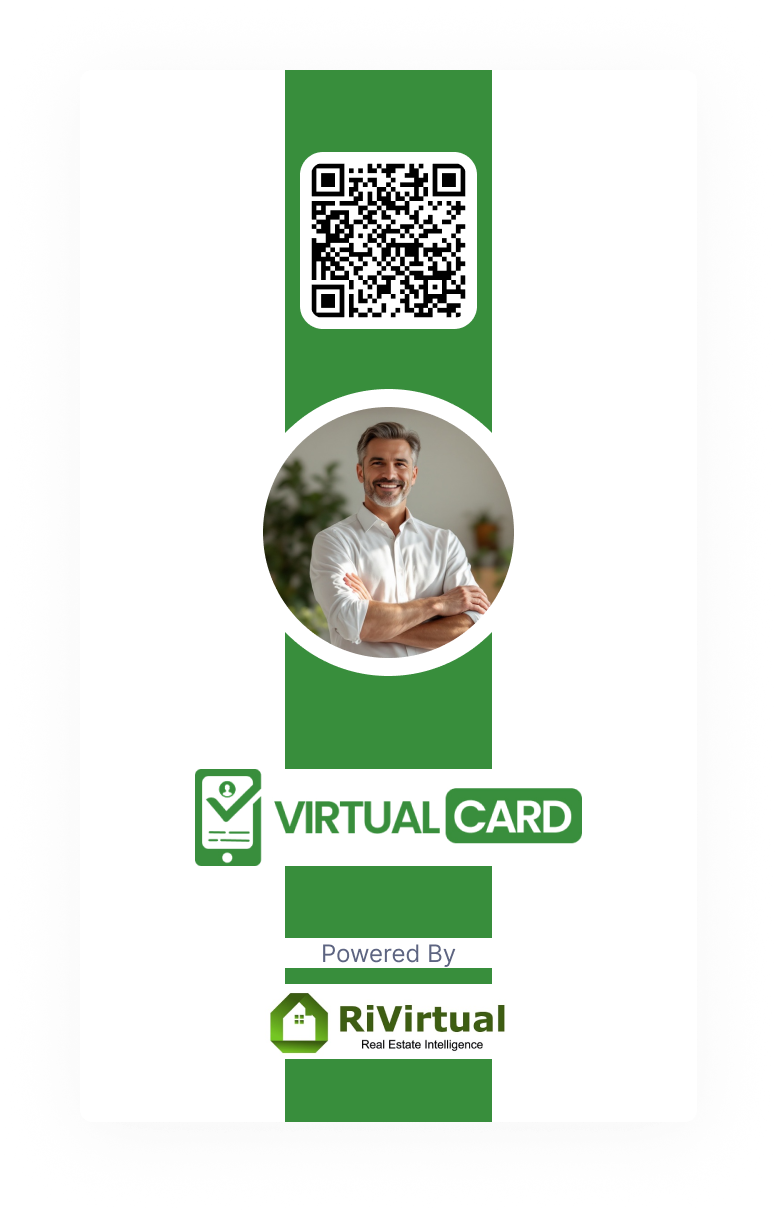 VIRTUAL CARD
Powered By
RiVirtual
Real Estate Intelligence